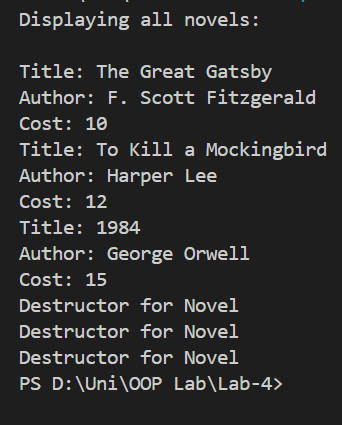 Displaying all novels:
Title: The Great Gatsby
Author: F. Scott Fitzgerald
Cost: 10
Title: To Kill a Mockingbird
Author: Harper Lee
Cost: 12
Title: 1984
Author: George Orwell
Cost: 15
Destructor for Novel
Destructor for Novel
Destructor for Novel
PS D:\Uni\OOP Lab\Lab-4>